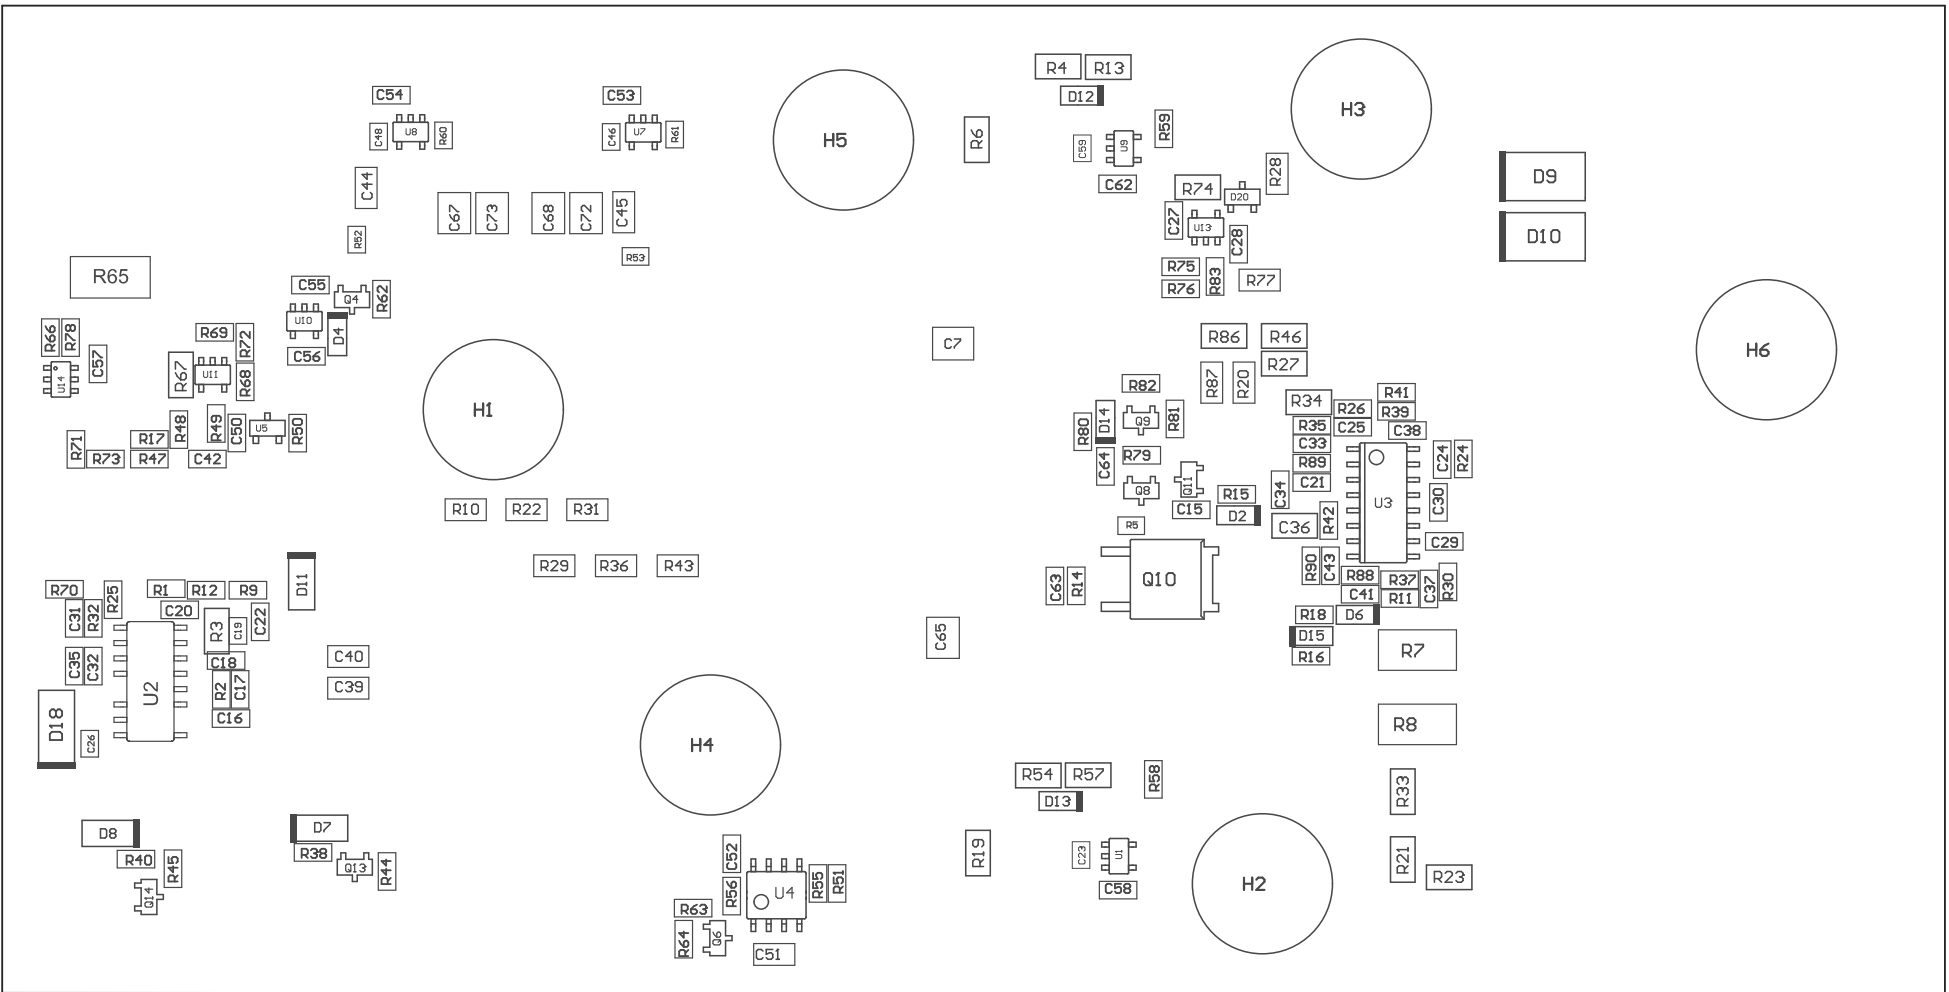 R4 R13
C54 C53 D12
H3
C48 U8 R60 C46 U7 R61 H5 R6 C59 U9 R59
C62 R28 D9
C44 R74 D20
C67 C73 C68 C72 C45 C27 U13 C28 D10
R52 R53
R65 R75 R83 R77
C55 Q4 R62 R76
U10 D4
R66 R78 C57 R69 R72 C56 C7 R86 R46 H6
R67 U11 R68 R87 R20 R27
U14 R82 R41
H1 R34 R26 R39
R71 R17 R48 R49 C50 U5 R50 R80 D14 Q9 R81 R35 C25 C38
R73 R47 C42 C64 R79 C33 R89 C24 R24
Q8 Q11 R15 C34 C21 U3 C30
R10 R22 R31 R5 C15 D2 C36 R42
C29
R29 R36 R43 D11 C63 R14 Q10 R90 C43 R88 R37 C37 R30
R70 R25 R1 R12 R9 C41 R11
C31 R32 C20 R3 C19 C22 R18 D6
C65 D15
C35 C32 C18 C40 R16 R7
U2 R2 C17 C39
D18 C26 C16 H4 R8
R54 R57 R58 R33
D13
D8 D7
R40 R45 R38 Q13 R44 C52 R19 C23 U1 R21
Q14 R56 U4 R55 R51 C58 H2 R23
R63
R64 Q6 C51